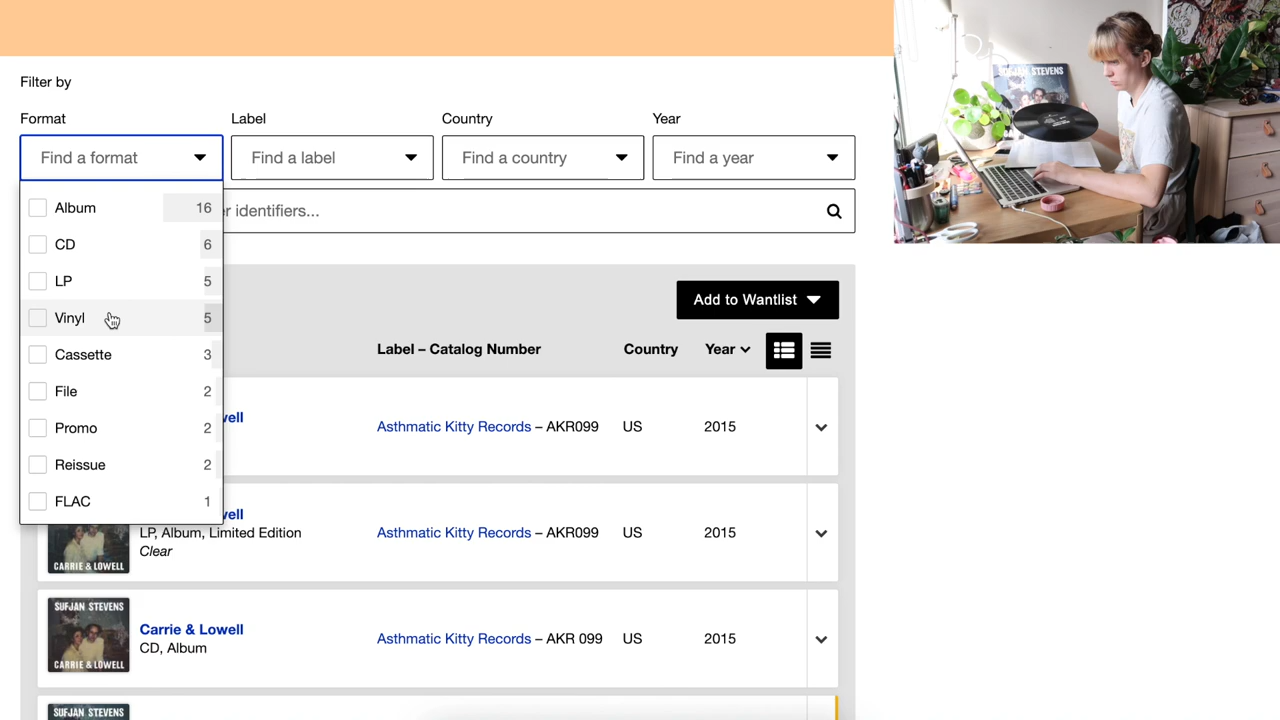 Filter by
Format
Label
Country
Year
Find a format
Find a label
Find a country
Find a year
identifiers...
Album 16
CD 6
LP 5
Vinyl 5
Cassette 3
File 2
Promo 2
Reissue 2
FLAC 1
Add to Wantlist
Label – Catalog Number
Country
Year
Asthmatic Kitty Records – AKR099
US
2015
LP, Album, Limited Edition
Clear
Asthmatic Kitty Records – AKR099
US
2015
CARRIE & LOWELL
SUFJAN STEVENS
CARRIE & LOWELL
Carrie & Lowell
CD, Album
Asthmatic Kitty Records – AKR 099
US
2015
SUFJAN STEVENS
SUFJAN STEVENS